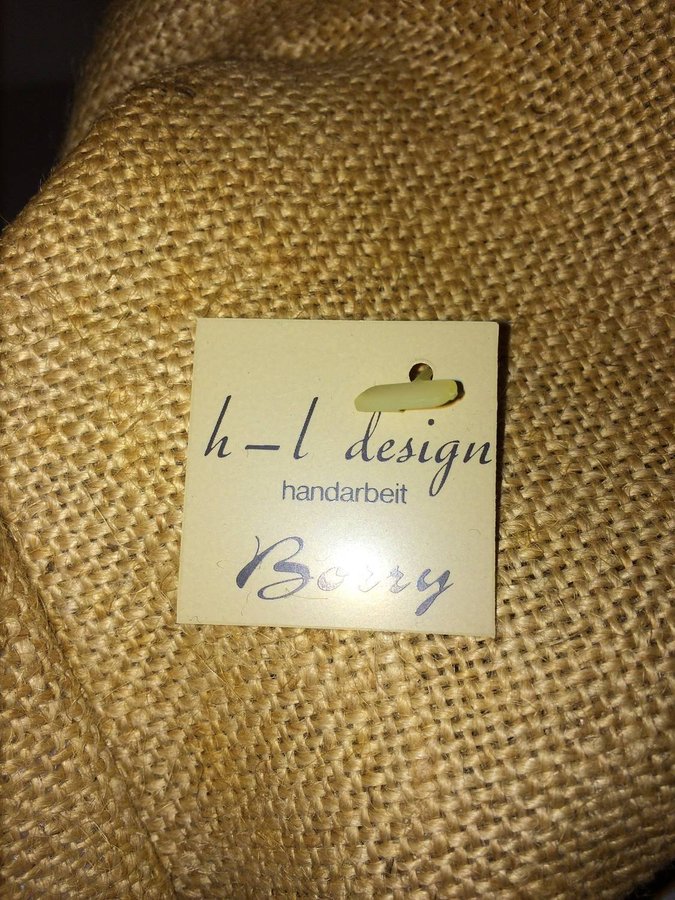 h–l design
handarbeit
Borry